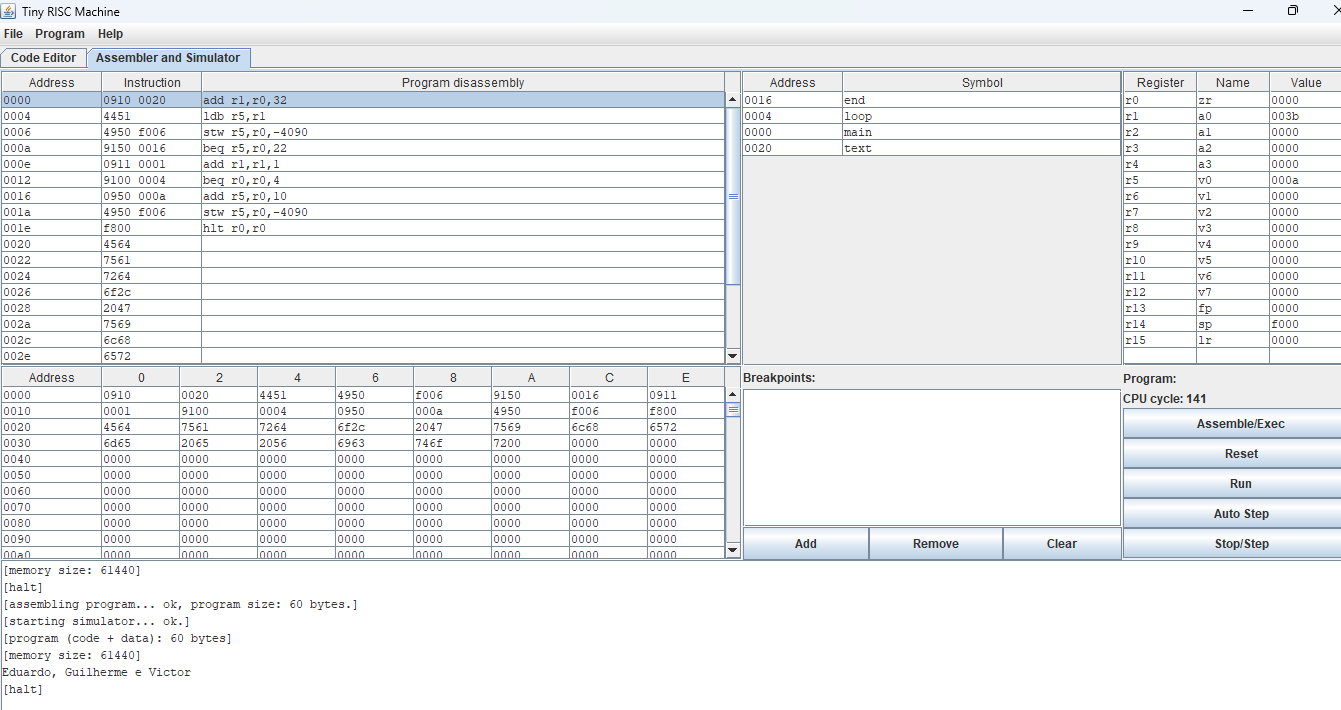 Tiny RISC Machine
File Program Help
Code Editor Assembler and Simulator
Address Instruction Program disassembly
0000 0910 0020 add r1,r0,32
0004 4451 ldb r5,r1
0006 4950 f006 stw r5,r0,-4090
000a 9150 0016 beq r5,r0,22
000e 0911 0001 add r1,r1,1
0012 9100 0004 beq r0,r0,4
0016 0950 000a add r5,r0,10
001a 4950 f006 stw r5,r0,-4090
001e f800 hlt r0,r0
0020 4564
0022 7561
0024 7264
0026 6f2c
0028 2047
002a 7569
002c 6c68
002e 6572
Address Symbol
0016 end
0004 loop
0000 main
0020 text
Register Name Value
r0 zr 0000
r1 a0 003b
r2 a1 0000
r3 a2 0000
r4 a3 0000
r5 v0 000a
r6 v1 0000
r7 v2 0000
r8 v3 0000
r9 v4 0000
r10 v5 0000
r11 v6 0000
r12 v7 0000
r13 fp 0000
r14 sp f000
r15 lr 0000
Address 0 2 4 6 8 A C E
0000 0910 0020 4451 4950 f006 9150 0016 0911
0010 0001 9100 0004 0950 000a 4950 f006 f800
0020 4564 7561 7264 6f2c 2047 7569 6c68 6572
0030 6d65 2065 2056 6963 746f 7200 0000 0000
0040 0000 0000 0000 0000 0000 0000 0000 0000
0050 0000 0000 0000 0000 0000 0000 0000 0000
0060 0000 0000 0000 0000 0000 0000 0000 0000
0070 0000 0000 0000 0000 0000 0000 0000 0000
0080 0000 0000 0000 0000 0000 0000 0000 0000
0090 0000 0000 0000 0000 0000 0000 0000 0000
00a0 0000 0000 0000 0000 0000 0000 0000 0000
Breakpoints:
Add Remove Clear
Program:
CPU cycle: 141
Assemble/Exec
Reset
Run
Auto Step
Stop/Step
[memory size: 61440]
[halt]
[assembling program... ok, program size: 60 bytes.]
[starting simulator... ok.]
[program (code + data): 60 bytes]
[memory size: 61440]
Eduardo, Guilherme e Victor
[halt]